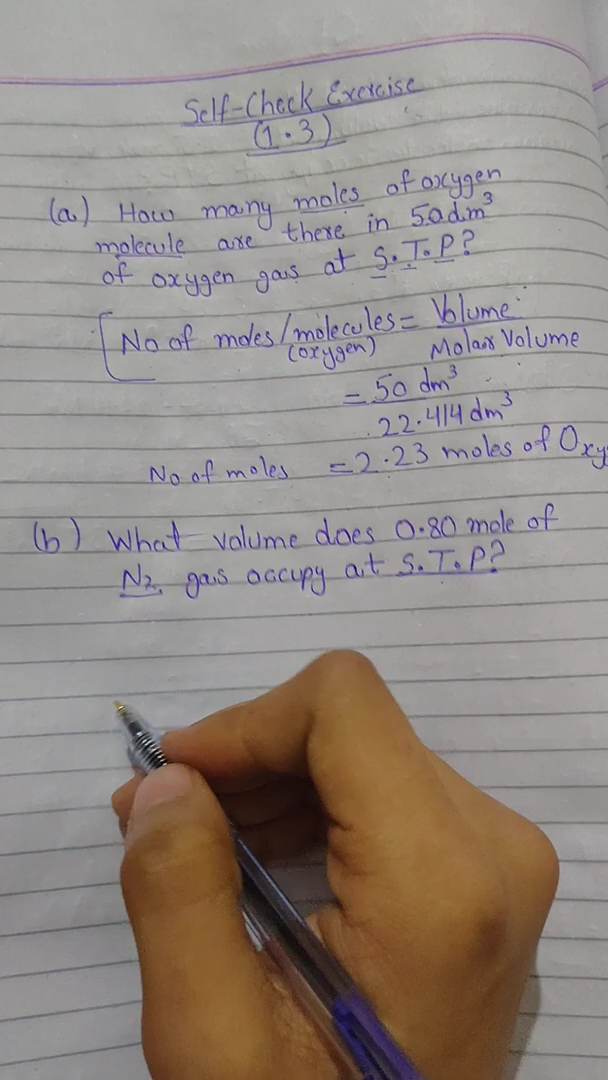 Self-Check Exercise
(1.3)
(a) How many moles of oxygen
molecule are there in 50dm³
of oxygen gas at S.T.P?
No of moles/molecules = Volume
(oxygen) Molar Volume
= 50 dm³
22.414 dm³
No of moles = 2.23 moles of Oxy
(b) What volume does 0.80 mole of
N₂ gas occupy at S.T.P?